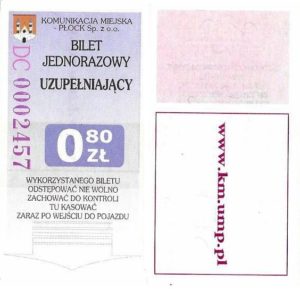 KOMUNIKACJA MIEJSKA
- PŁOCK Sp. z o.o.
BILET
JEDNORAZOWY
UZUPEŁNIAJĄCY
DC 0002457
0 80 ZŁ
WYKORZYSTANEGO BILETU
ODSTĘPOWAĆ NIE WOLNO
ZACHOWAĆ DO KONTROLI
TU KASOWAĆ
ZARAZ PO WEJŚCIU DO POJAZDU
www.km.ump.pl